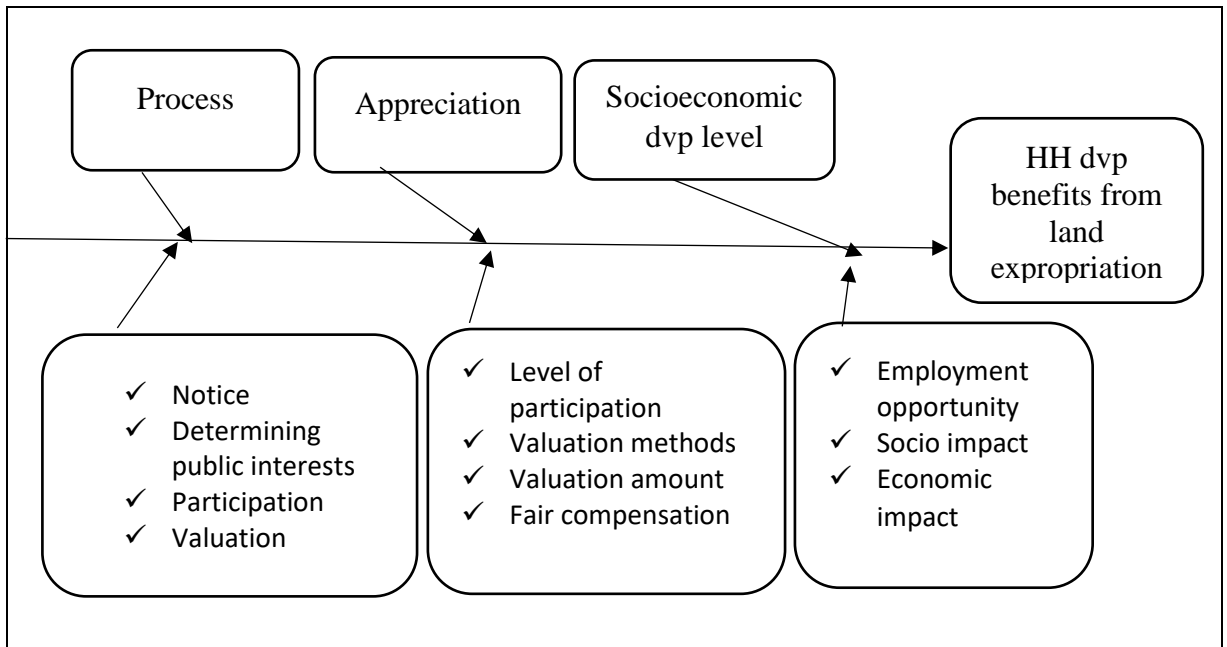 Process
Appreciation
Socioeconomic
dvp level
HH dvp
benefits from
land
expropriation
✓ Notice
✓ Determining
public interests
✓ Participation
✓ Valuation
✓ Level of
participation
✓ Valuation methods
✓ Valuation amount
✓ Fair compensation
✓ Employment
opportunity
✓ Socio impact
✓ Economic
impact